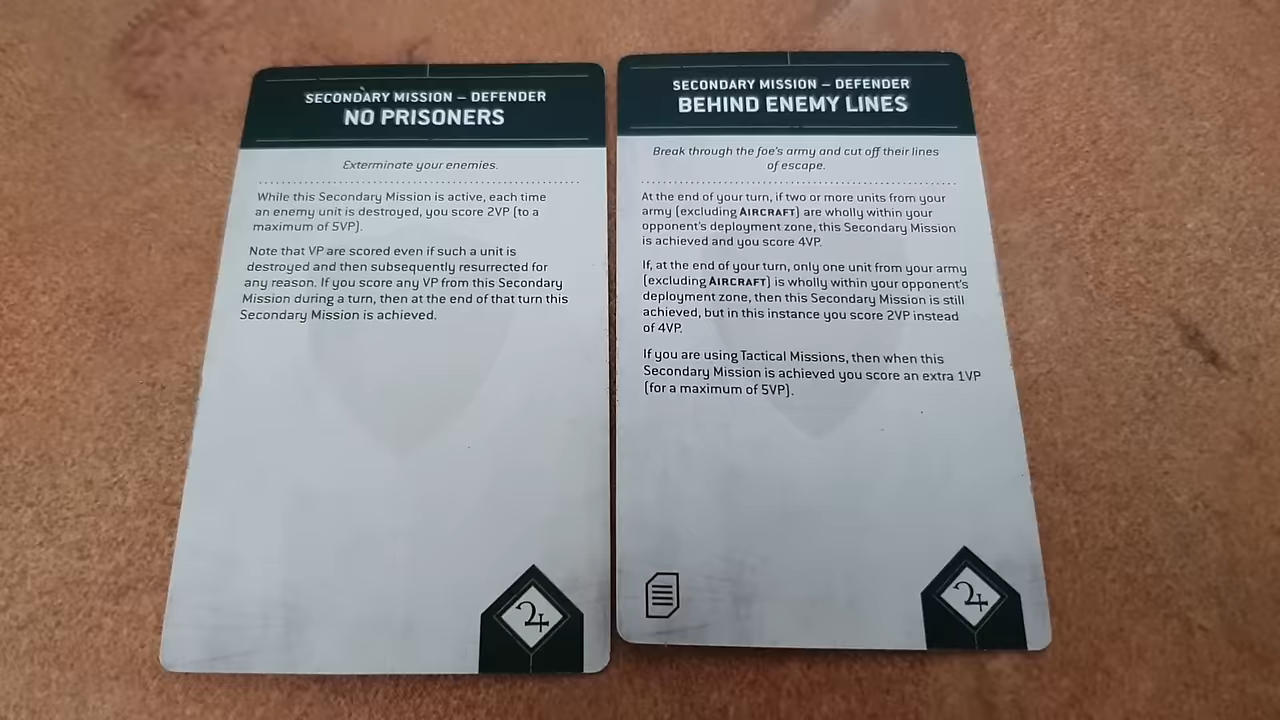 SECONDARY MISSION – DEFENDER
NO PRISONERS
Exterminate your enemies.
While this Secondary Mission is active, each time
an enemy unit is destroyed, you score 2VP (to a
maximum of 5VP).
Note that VP are scored even if such a unit is
destroyed and then subsequently resurrected for
any reason. If you score any VP from this Secondary
Mission during a turn, then at the end of that turn this
Secondary Mission is achieved.
SECONDARY MISSION – DEFENDER
BEHIND ENEMY LINES
Break through the foe's army and cut off their lines
of escape.
At the end of your turn, if two or more units from your
army (excluding AIRCRAFT) are wholly within your
opponent's deployment zone, this Secondary Mission
is achieved and you score 4VP.
If, at the end of your turn, only one unit from your army
(excluding AIRCRAFT) is wholly within your opponent's
deployment zone, then this Secondary Mission is still
achieved, but in this instance you score 2VP instead
of 4VP.
If you are using Tactical Missions, then when this
Secondary Mission is achieved you score an extra 1VP
(for a maximum of 5VP).